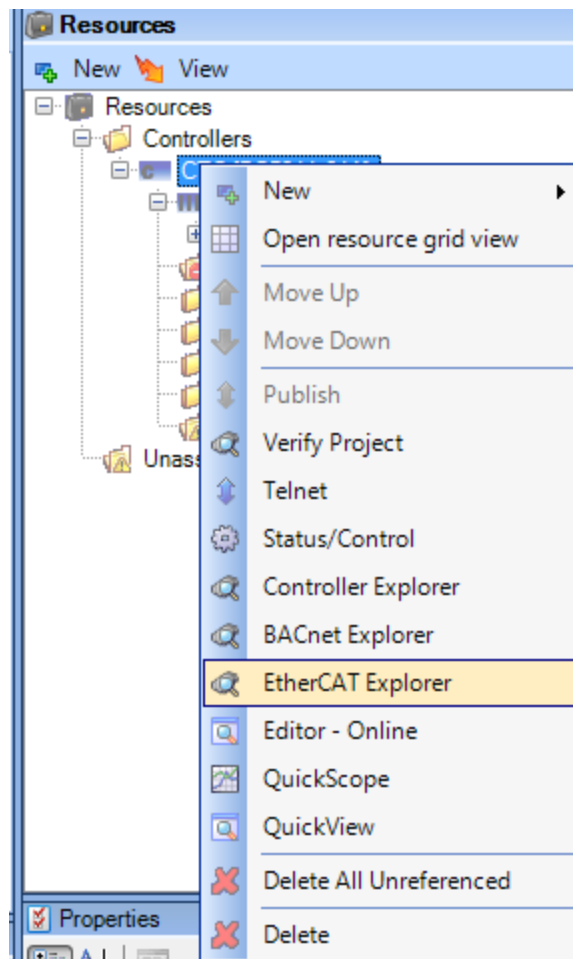 Resources
New View
Resources
Controllers
New
Open resource grid view
Move Up
Move Down
Publish
Verify Project
Unass
Telnet
Status/Control
Controller Explorer
BACnet Explorer
EtherCAT Explorer
Editor - Online
QuickScope
QuickView
Delete All Unreferenced
Properties
Delete